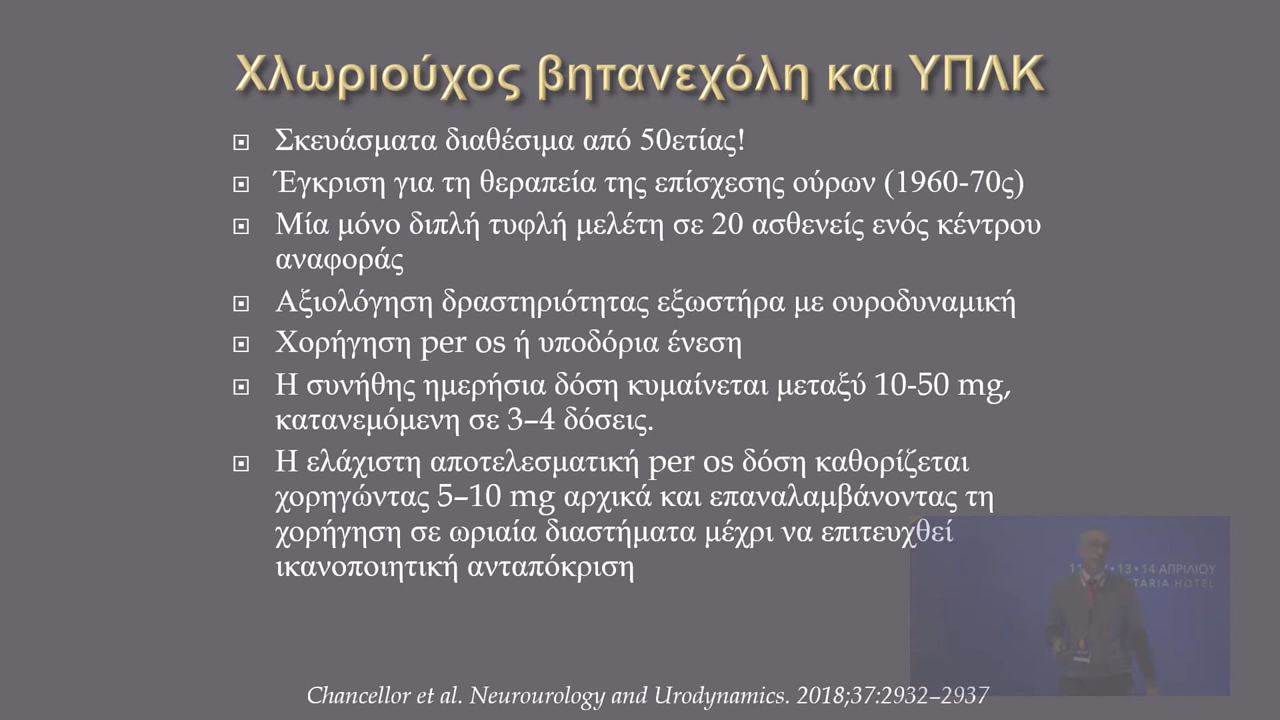 Χλωριούχος βητανεχόλη και ΥΠΛΚ
Σκευάσματα διαθέσιμα από 50ετίας!
Έγκριση για τη θεραπεία της επίσχεσης ούρων (1960-70ς)
Μία μόνο διπλή τυφλή μελέτη σε 20 ασθενείς ενός κέντρου
αναφοράς
Αξιολόγηση δραστηριότητας εξωστήρα με ουροδυναμική
Χορήγηση per os ή υποδόρια ένεση
Η συνήθης ημερήσια δόση κυμαίνεται μεταξύ 10-50 mg,
κατανεμόμενη σε 3–4 δόσεις.
Η ελάχιστη αποτελεσματική per os δόση καθορίζεται
χορηγώντας 5–10 mg αρχικά και επαναλαμβάνοντας τη
χορήγηση σε ωριαία διαστήματα μέχρι να επιτευχθεί
ικανοποιητική ανταπόκριση
13 • 14 ΑΠΡΙΛΙΟΥ
HOTEL
Chancellor et al. Neurourology and Urodynamics. 2018;37:2932–2937